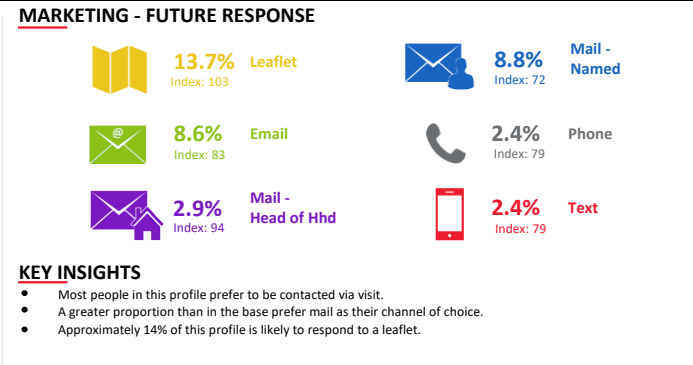 MARKETING - FUTURE RESPONSE
13.7% Leaflet
Index: 103
8.8% Mail -
Named
Index: 72
@
8.6% Email
Index: 83
2.4% Phone
Index: 79
2.9% Mail -
Head of Hhd
Index: 94
2.4% Text
Index: 79
KEY INSIGHTS
• Most people in this profile prefer to be contacted via visit.
• A greater proportion than in the base prefer mail as their channel of choice.
• Approximately 14% of this profile is likely to respond to a leaflet.